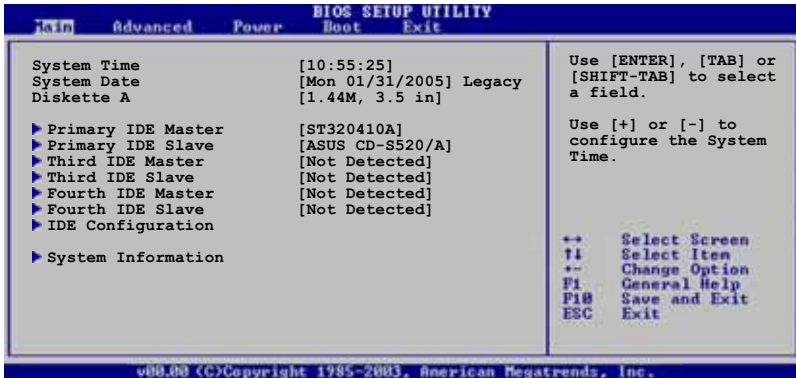 BIOS SETUP UTILITY
Main Advanced Power Boot Exit
System Time [10:55:25]
System Date [Mon 01/31/2005] Legacy
Diskette A [1.44M, 3.5 in]
Primary IDE Master [ST320410A]
Primary IDE Slave [ASUS CD-S520/A]
Third IDE Master [Not Detected]
Third IDE Slave [Not Detected]
Fourth IDE Master [Not Detected]
Fourth IDE Slave [Not Detected]
IDE Configuration
System Information
Use [ENTER], [TAB] or
[SHIFT-TAB] to select
a field.
Use [+] or [-] to
configure the System
Time.
↔ Select Screen
↑↓ Select Item
+- Change Option
F1 General Help
F10 Save and Exit
ESC Exit
v00.00 (C)Copyright 1985-2003, American Megatrends, Inc.